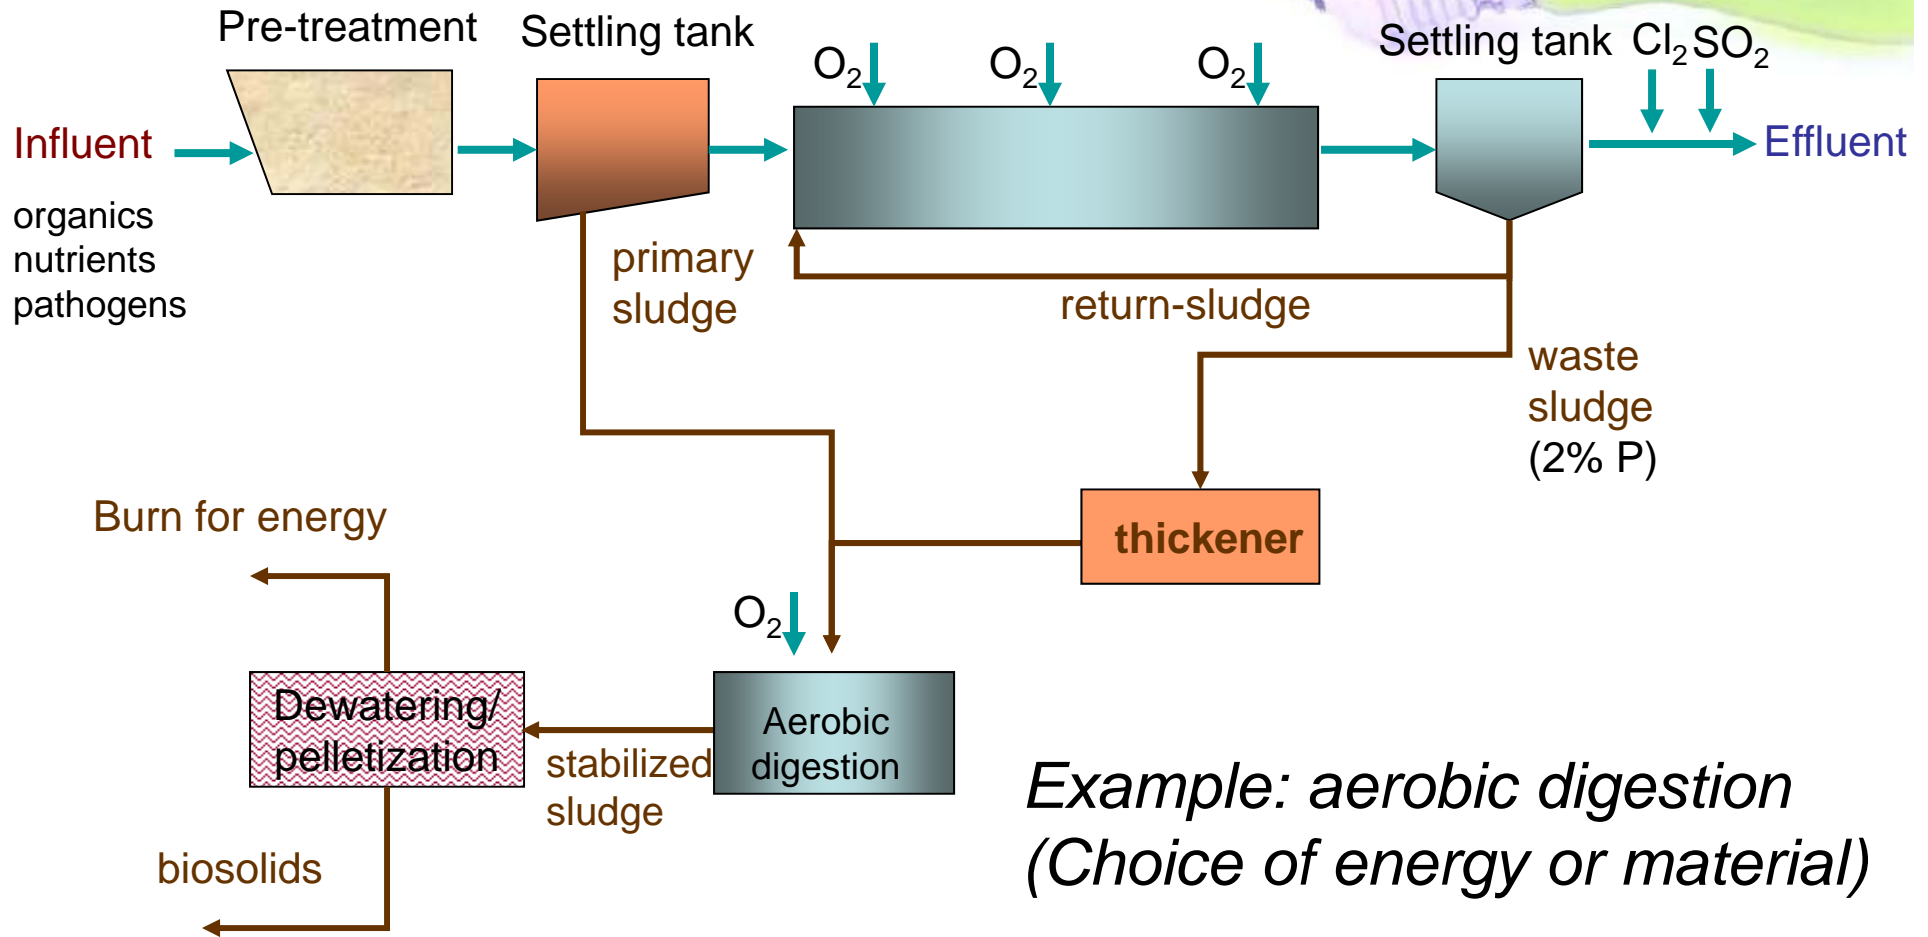 Pre-treatment
Settling tank
O₂
O₂
O₂
Settling tank
Cl₂
SO₂
Influent
Effluent
organics
nutrients
pathogens
primary
sludge
return-sludge
waste
sludge
(2% P)
Burn for energy
thickener
O₂
Dewatering/
pelletization
stabilized
sludge
Aerobic
digestion
biosolids
Example: aerobic digestion
(Choice of energy or material)